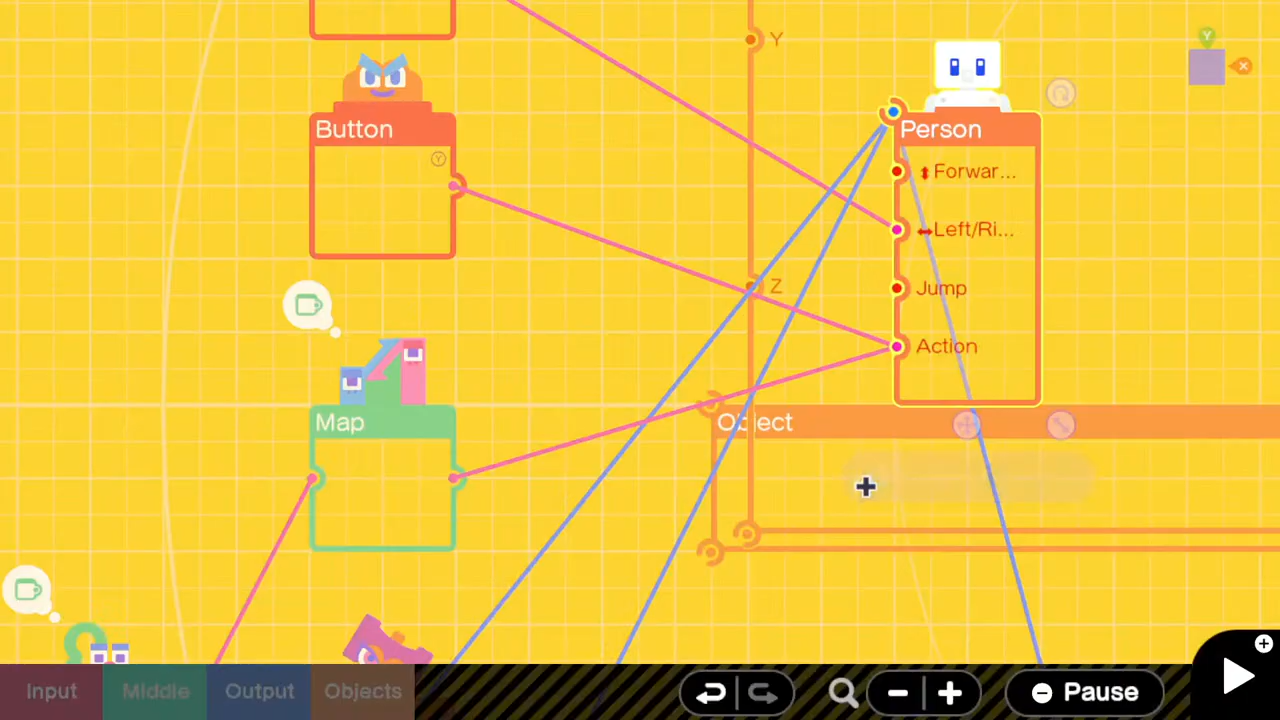 Y
X
Y
Button
Y
Person
Forwar...
Left/Ri...
Z
Jump
Action
Map
Object
Input
Middle
Output
Objects
Pause